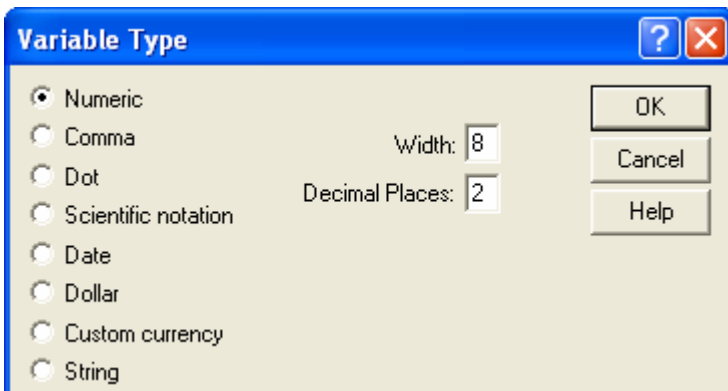 Variable Type
?
Numeric
Comma
Dot
Scientific notation
Date
Dollar
Custom currency
String
Width: 8
Decimal Places: 2
OK
Cancel
Help